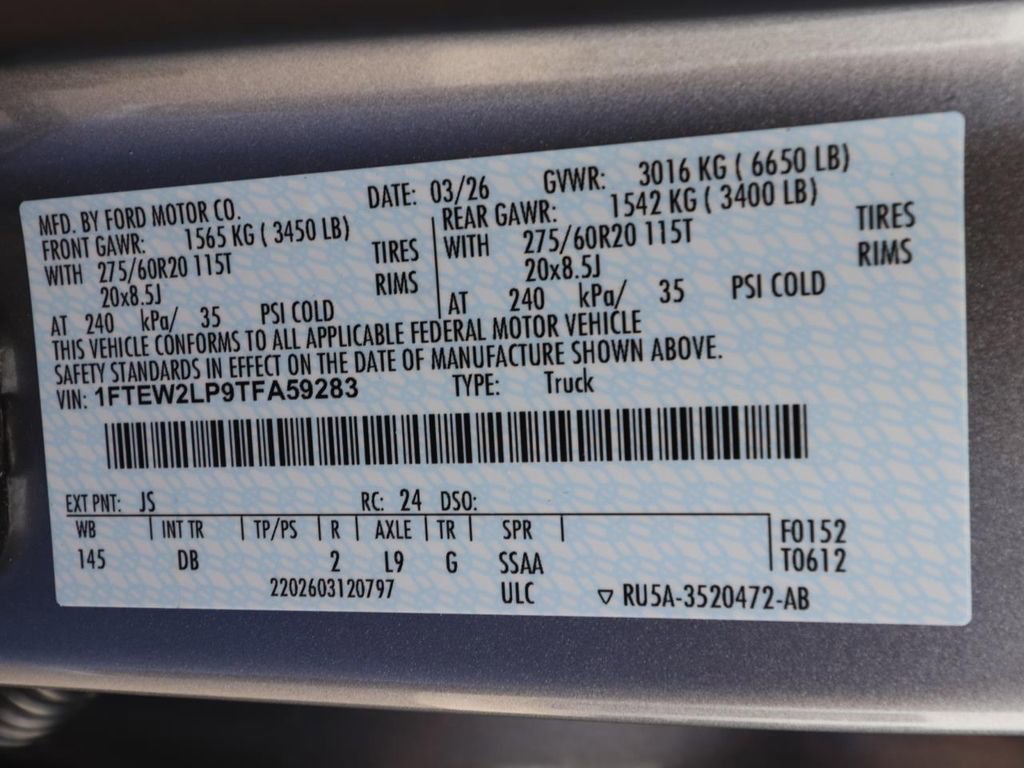 MFD. BY FORD MOTOR CO. DATE: 03/26 GVWR: 3016 KG ( 6650 LB)
FRONT GAWR: 1565 KG ( 3450 LB) REAR GAWR: 1542 KG ( 3400 LB)
WITH 275/60R20 115T TIRES WITH 275/60R20 115T TIRES
20x8.5J RIMS 20x8.5J RIMS
AT 240 kPa/ 35 PSI COLD AT 240 kPa/ 35 PSI COLD
THIS VEHICLE CONFORMS TO ALL APPLICABLE FEDERAL MOTOR VEHICLE
SAFETY STANDARDS IN EFFECT ON THE DATE OF MANUFACTURE SHOWN ABOVE.
VIN: 1FTEW2LP9TFA59283 TYPE: Truck
EXT PNT: JS RC: 24 DSO:
WB INT TR TP/PS R AXLE TR SPR F0152
145 DB 2 L9 G SSAA T0612
2202603120797 ULC ▽ RU5A-3520472-AB